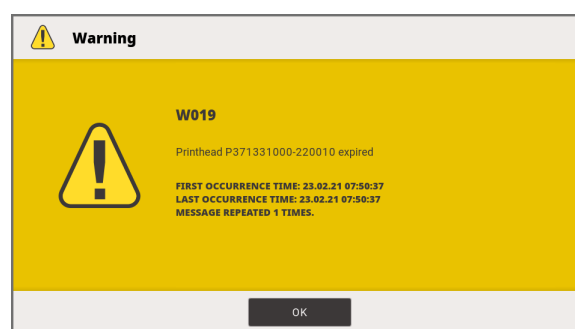 Warning
W019
Printhead P371331000-220010 expired
FIRST OCCURRENCE TIME: 23.02.21 07:50:37
LAST OCCURRENCE TIME: 23.02.21 07:50:37
MESSAGE REPEATED 1 TIMES.
OK